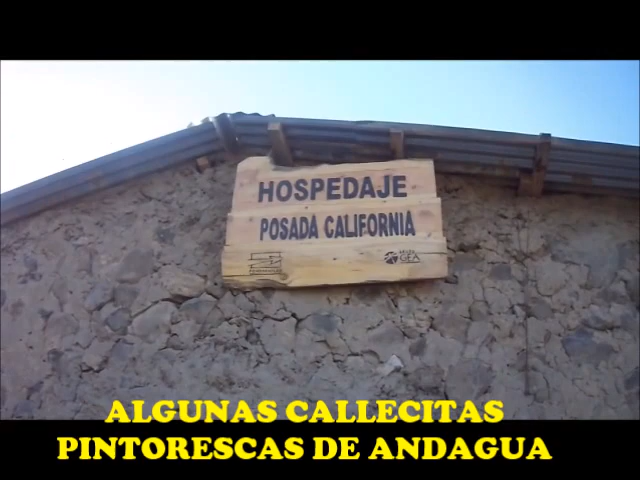 HOSPEDAJE
POSADA CALIFORNIA
GEA
ALGUNAS CALLECITAS
PINTORESCAS DE ANDAGUA